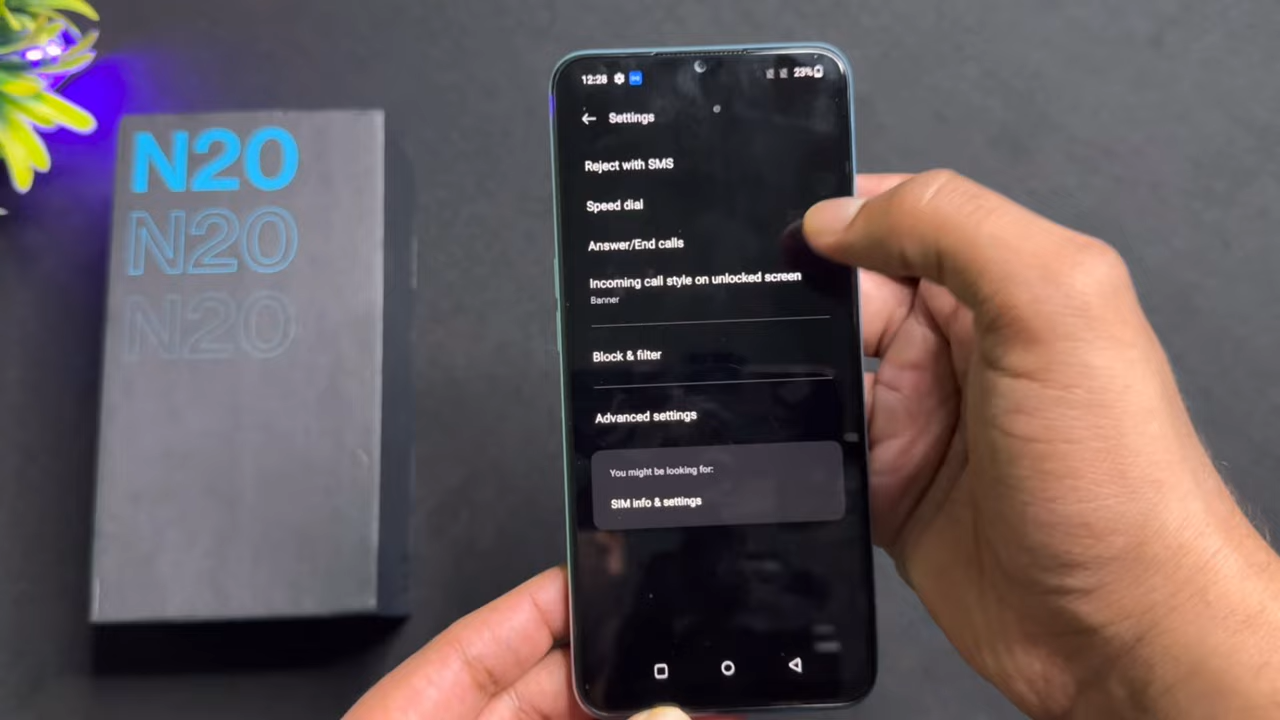 N20
N20
N20
12:28
23%
Settings
Reject with SMS
Speed dial
Answer/End calls
Incoming call style on unlocked screen
Banner
Block & filter
Advanced settings
You might be looking for:
SIM info & settings